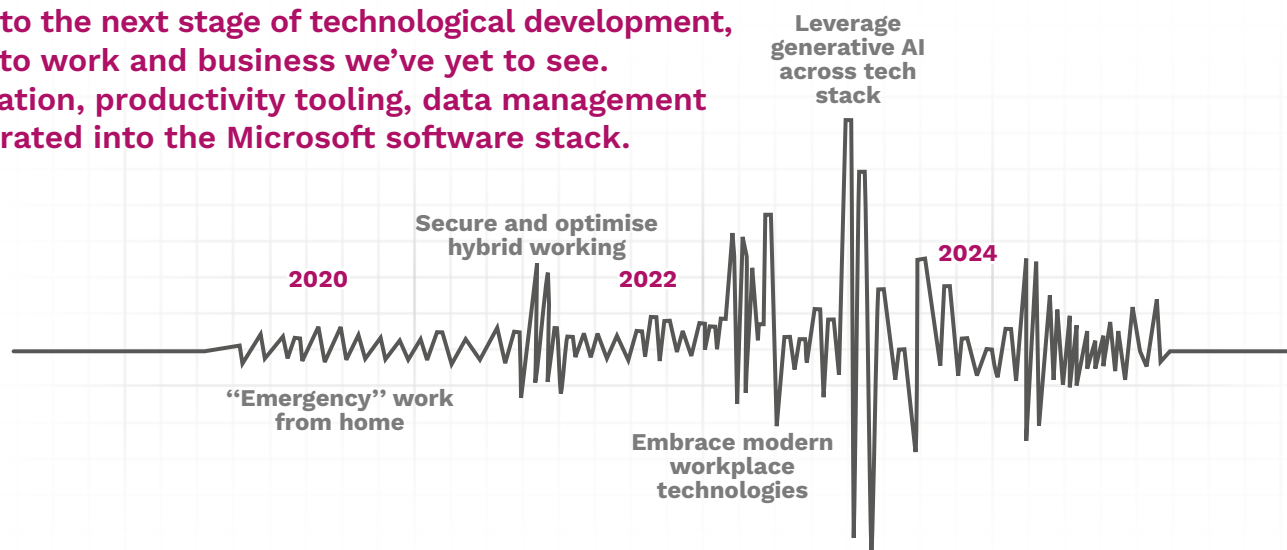 to the next stage of technological development,
to work and business we’ve yet to see.
ation, productivity tooling, data management
rated into the Microsoft software stack.
Leverage
generative AI
across tech
stack
Secure and optimise
hybrid working
2020
2022
2024
“Emergency” work
from home
Embrace modern
workplace
technologies